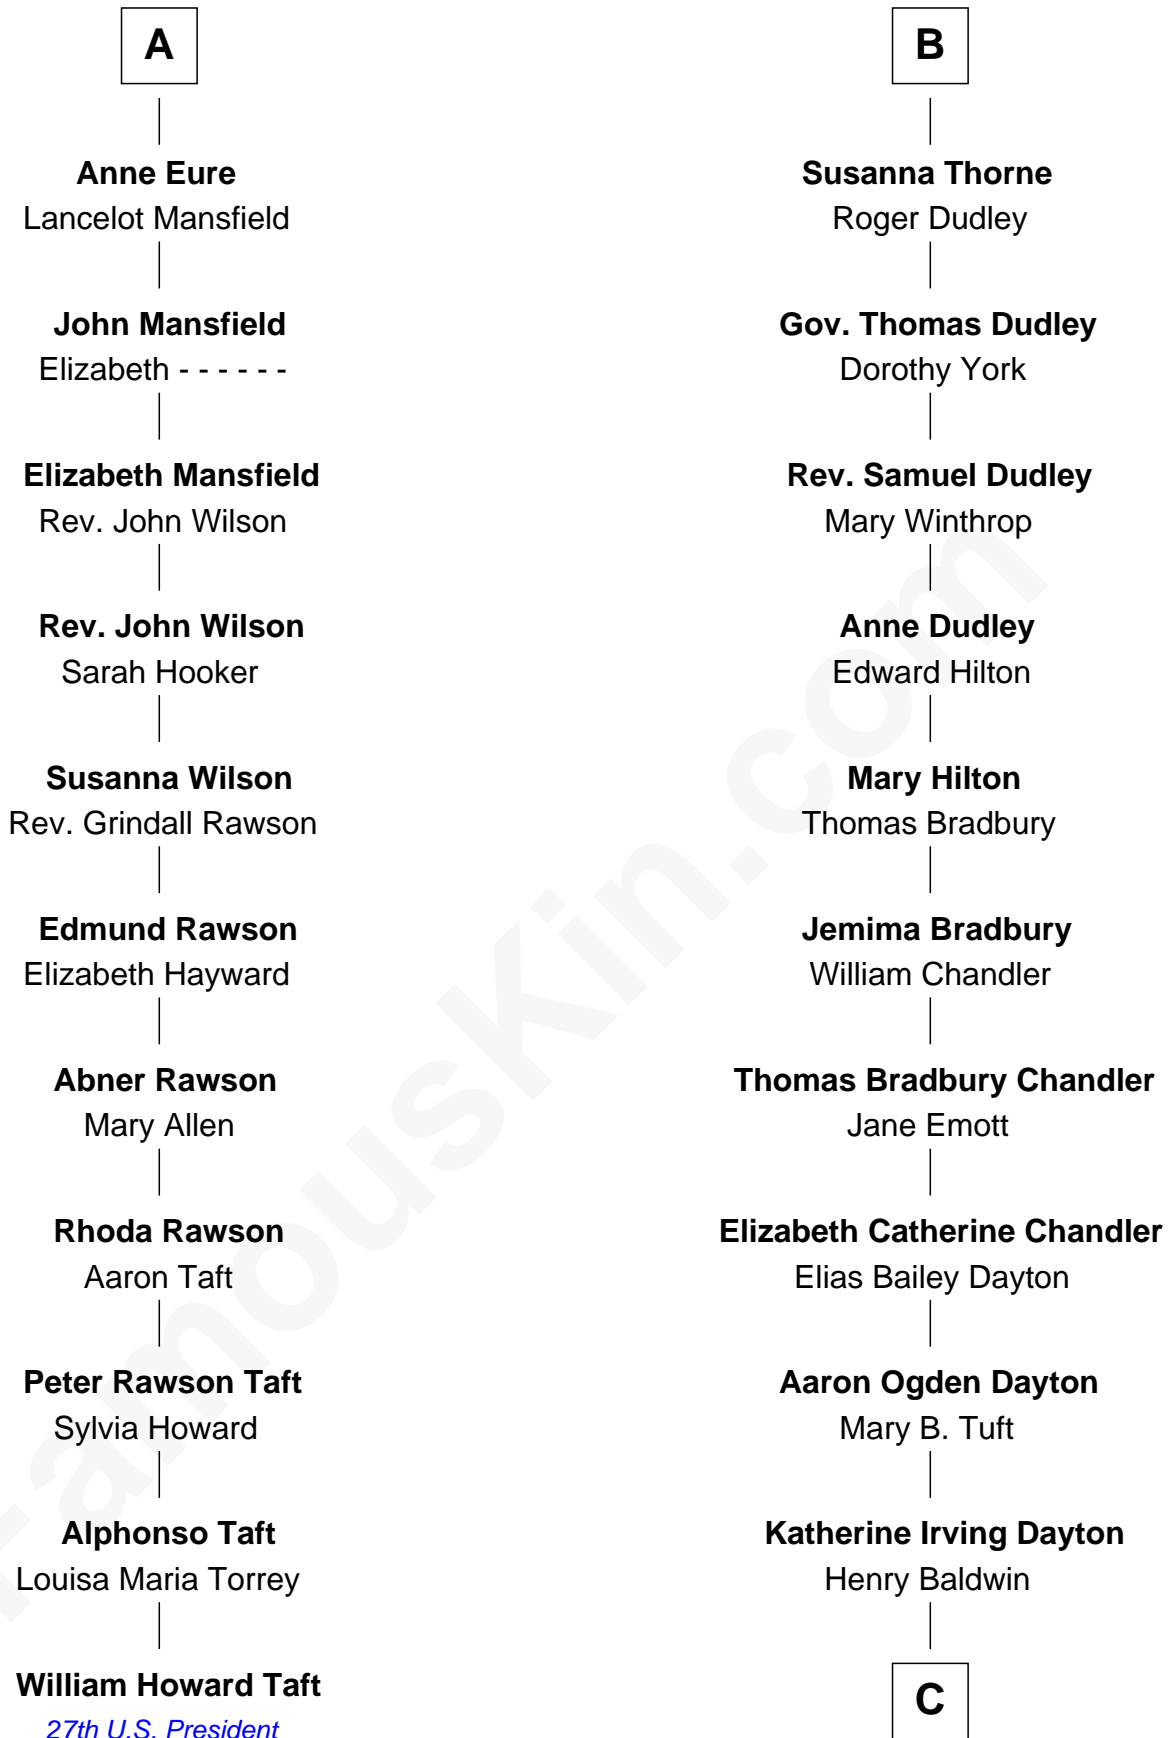 A
Anne Eure
Lancelot Mansfield
John Mansfield
Elizabeth - - - - - -
Elizabeth Mansfield
Rev. John Wilson
Rev. John Wilson
Sarah Hooker
Susanna Wilson
Rev. Grindall Rawson
Edmund Rawson
Elizabeth Hayward
Abner Rawson
Mary Allen
Rhoda Rawson
Aaron Taft
Peter Rawson Taft
Sylvia Howard
Alphonso Taft
Louisa Maria Torrey
William Howard Taft
27th U.S. President
B
Susanna Thorne
Roger Dudley
Gov. Thomas Dudley
Dorothy York
Rev. Samuel Dudley
Mary Winthrop
Anne Dudley
Edward Hilton
Mary Hilton
Thomas Bradbury
Jemima Bradbury
William Chandler
Thomas Bradbury Chandler
Jane Emott
Elizabeth Catherine Chandler
Elias Bailey Dayton
Aaron Ogden Dayton
Mary B. Tuft
Katherine Irving Dayton
Henry Baldwin
C
FamousKin.com